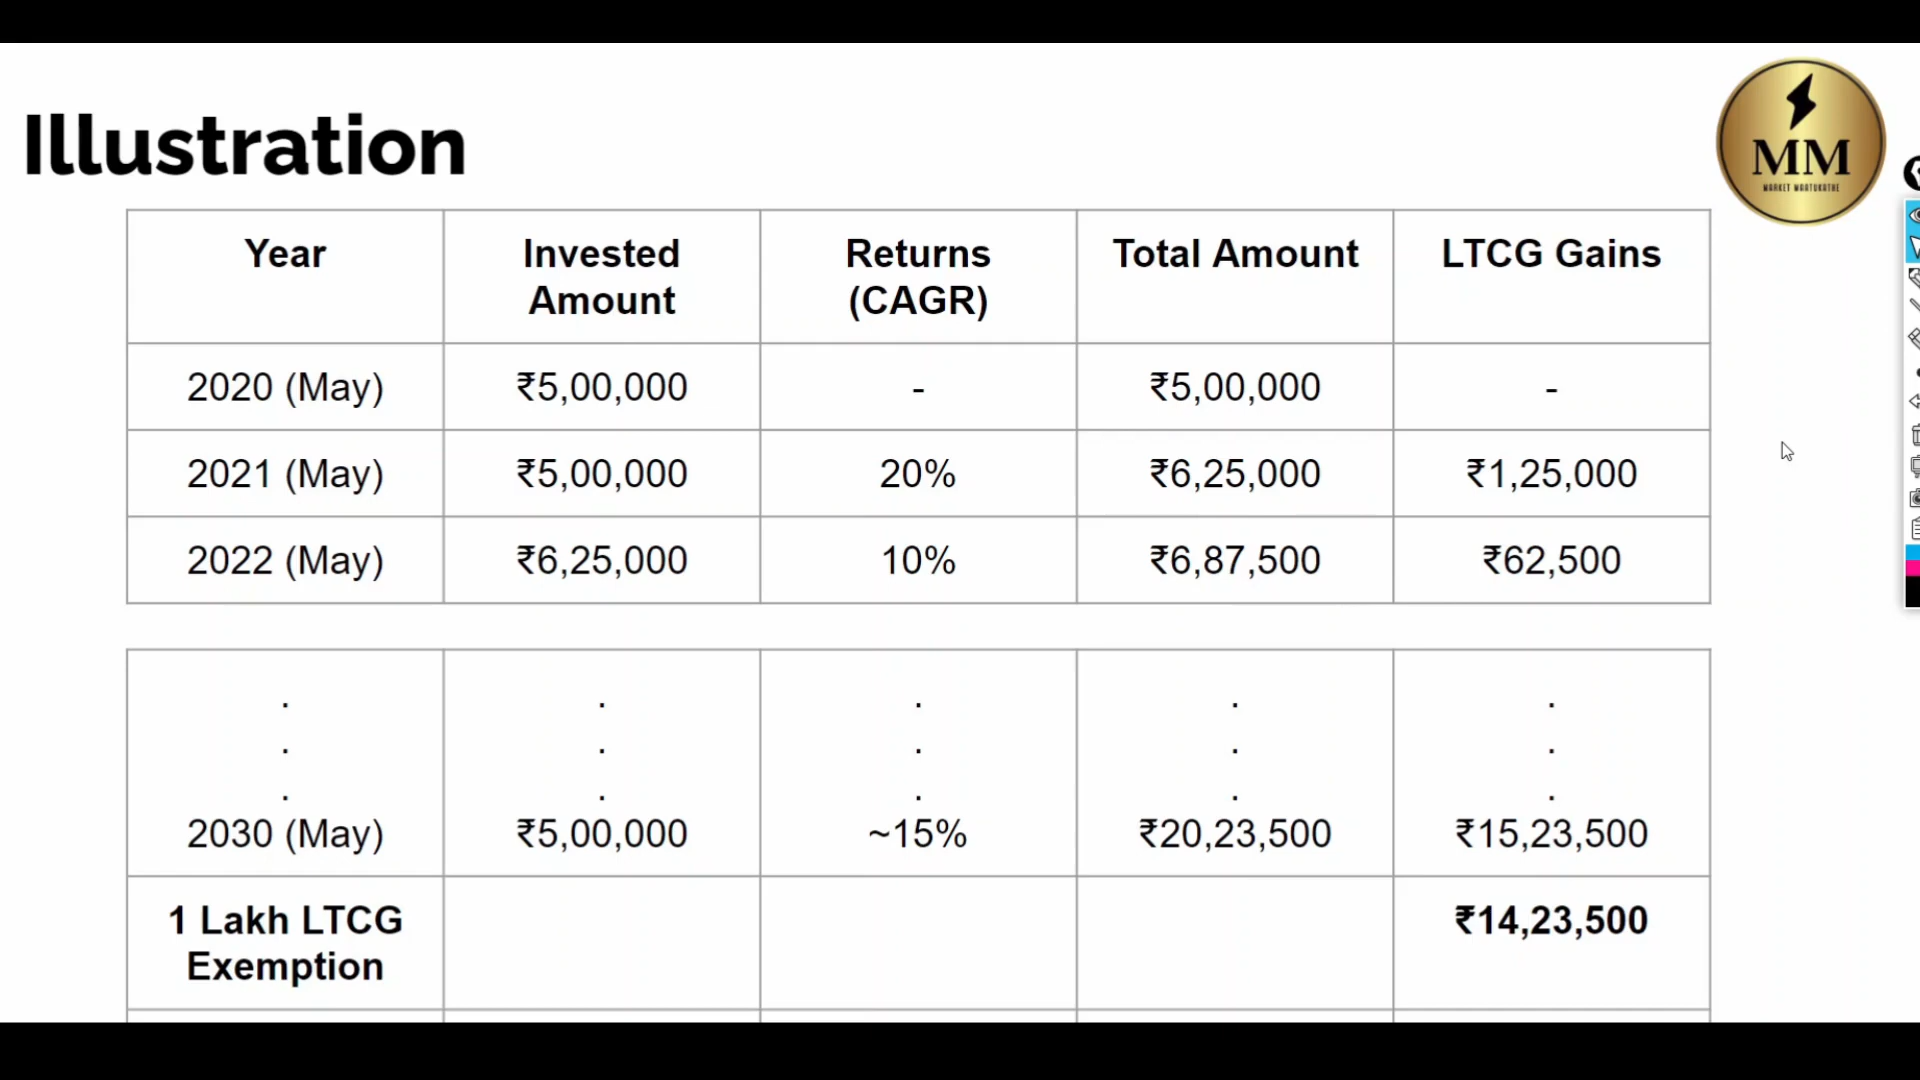 Illustration
MM
MARKET MAATUKATHE
Year Invested Amount Returns (CAGR) Total Amount LTCG Gains
2020 (May) ₹5,00,000 - ₹5,00,000 -
2021 (May) ₹5,00,000 20% ₹6,25,000 ₹1,25,000
2022 (May) ₹6,25,000 10% ₹6,87,500 ₹62,500
. . . . .
. . . . .
. . . . .
2030 (May) ₹5,00,000 ~15% ₹20,23,500 ₹15,23,500
1 Lakh LTCG Exemption ₹14,23,500